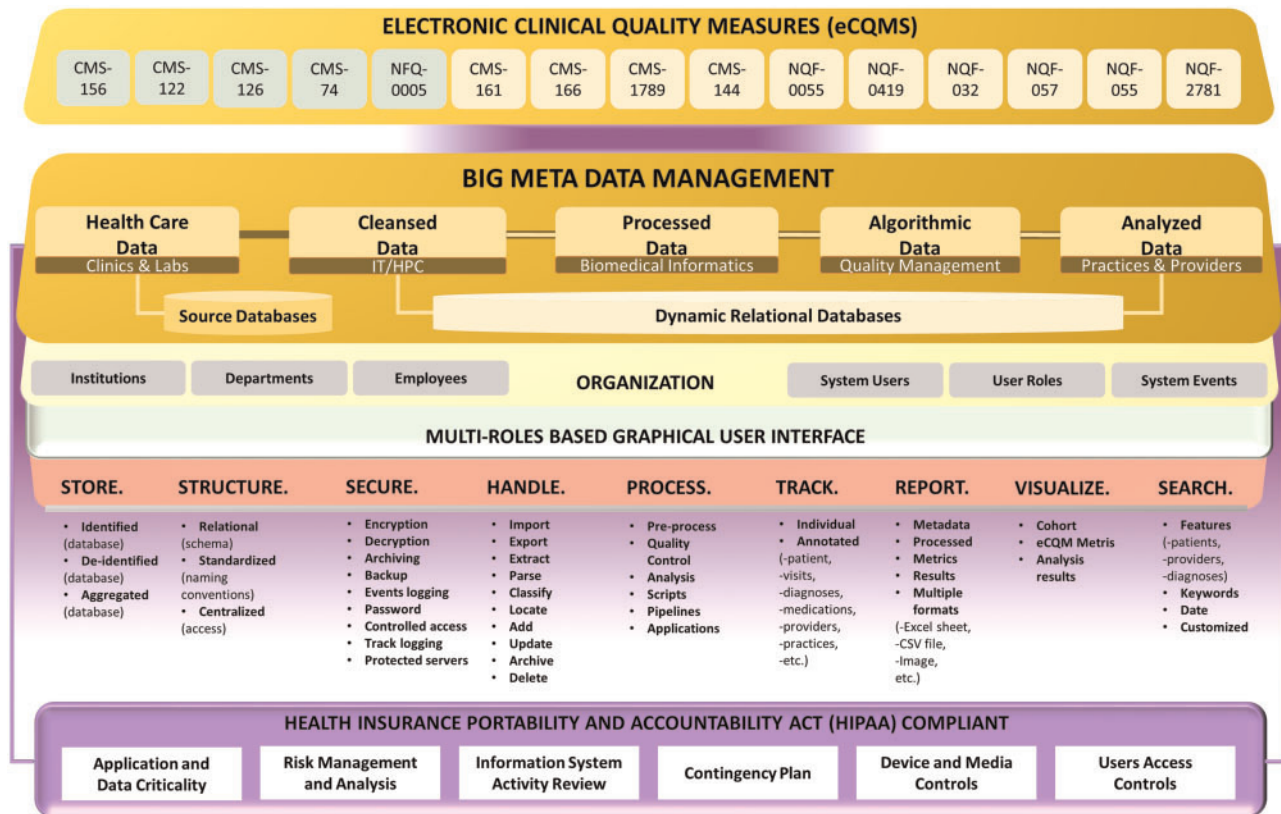 ELECTRONIC CLINICAL QUALITY MEASURES (eCQMS)
CMS-
156
CMS-
122
CMS-
126
CMS-
74
NFQ-
0005
CMS-
161
CMS-
166
CMS-
1789
CMS-
144
NQF-
0055
NQF-
0419
NQF-
032
NQF-
057
NQF-
055
NQF-
2781
BIG META DATA MANAGEMENT
Health Care
Data
Clinics & Labs
Cleansed
Data
IT/HPC
Processed
Data
Biomedical Informatics
Algorithmic
Data
Quality Management
Analyzed
Data
Practices & Providers
Source Databases
Dynamic Relational Databases
Institutions
Departments
Employees
ORGANIZATION
System Users
User Roles
System Events
MULTI-ROLES BASED GRAPHICAL USER INTERFACE
STORE.
• Identified
(database)
• De-identified
(database)
• Aggregated
(database)
STRUCTURE.
• Relational
(schema)
• Standardized
(naming
conventions)
• Centralized
(access)
SECURE.
• Encryption
• Decryption
• Archiving
• Backup
• Events logging
• Password
• Controlled access
• Track logging
• Protected servers
HANDLE.
• Import
• Export
• Extract
• Parse
• Classify
• Locate
• Add
• Update
• Archive
• Delete
PROCESS.
• Pre-process
• Quality
Control
• Analysis
• Scripts
• Pipelines
• Applications
TRACK.
• Individual
• Annotated
(-patient,
-visits,
-diagnoses,
-medications,
-providers,
-practices,
-etc.)
REPORT.
• Metadata
• Processed
• Metrics
• Results
• Multiple
formats
(-Excel sheet,
-CSV file,
-Image,
etc.)
VISUALIZE.
• Cohort
• eCQM Metris
• Analysis
results
SEARCH.
• Features
(-patients,
-providers,
-diagnoses)
• Keywords
• Date
• Customized
HEALTH INSURANCE PORTABILITY AND ACCOUNTABILITY ACT (HIPAA) COMPLIANT
Application and
Data Criticality
Risk Management
and Analysis
Information System
Activity Review
Contingency Plan
Device and Media
Controls
Users Access
Controls